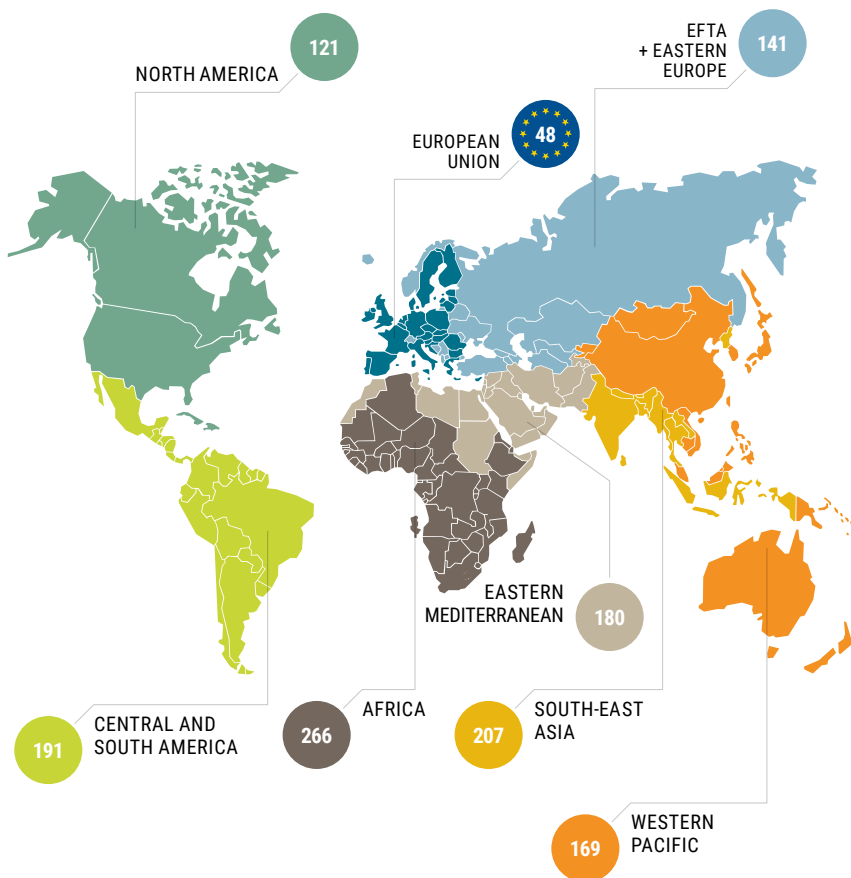 121
NORTH AMERICA
EFTA
+ EASTERN
EUROPE
141
EUROPEAN
UNION
48
EASTERN
MEDITERRANEAN
180
191
CENTRAL AND
SOUTH AMERICA
266
AFRICA
207
SOUTH-EAST
ASIA
169
WESTERN
PACIFIC